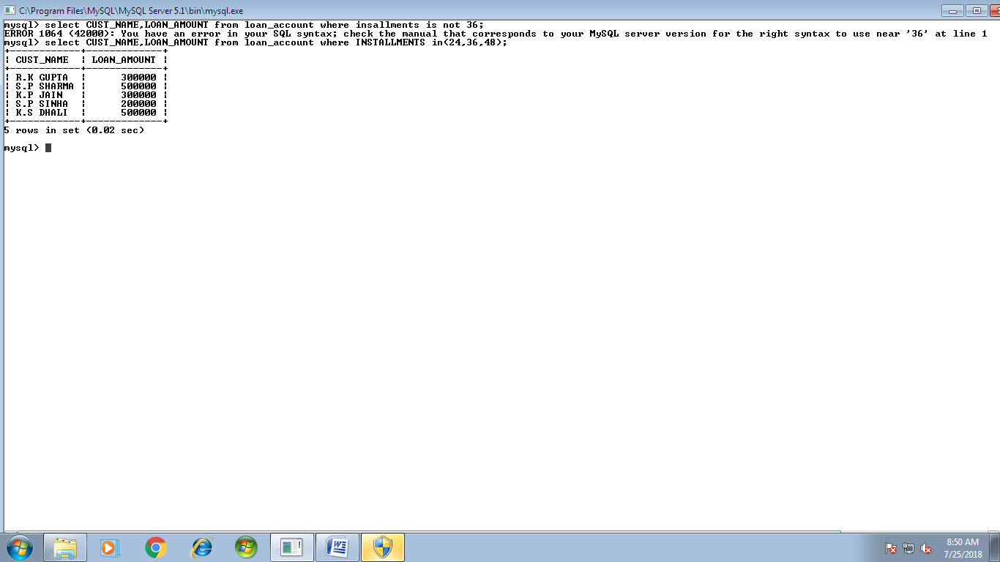 C:\Program Files\MySQL\MySQL Server 5.1\bin\mysql.exe
mysql> select CUST_NAME,LOAN_AMOUNT from loan_account where insallments is not 36;
ERROR 1064 (42000): You have an error in your SQL syntax; check the manual that corresponds to your MySQL server version for the right syntax to use near '36' at line 1
mysql> select CUST_NAME,LOAN_AMOUNT from loan_account where INSTALLMENTS in(24,36,48);
+------------+-------------+
| CUST_NAME  | LOAN_AMOUNT |
+------------+-------------+
| R.K GUPTA  |      300000 |
| S.P SHARMA |      500000 |
| K.P JAIN   |      300000 |
| S.P SINHA  |      200000 |
| K.S DHALI  |      500000 |
+------------+-------------+
5 rows in set (0.02 sec)
mysql>
8:50 AM
7/25/2018